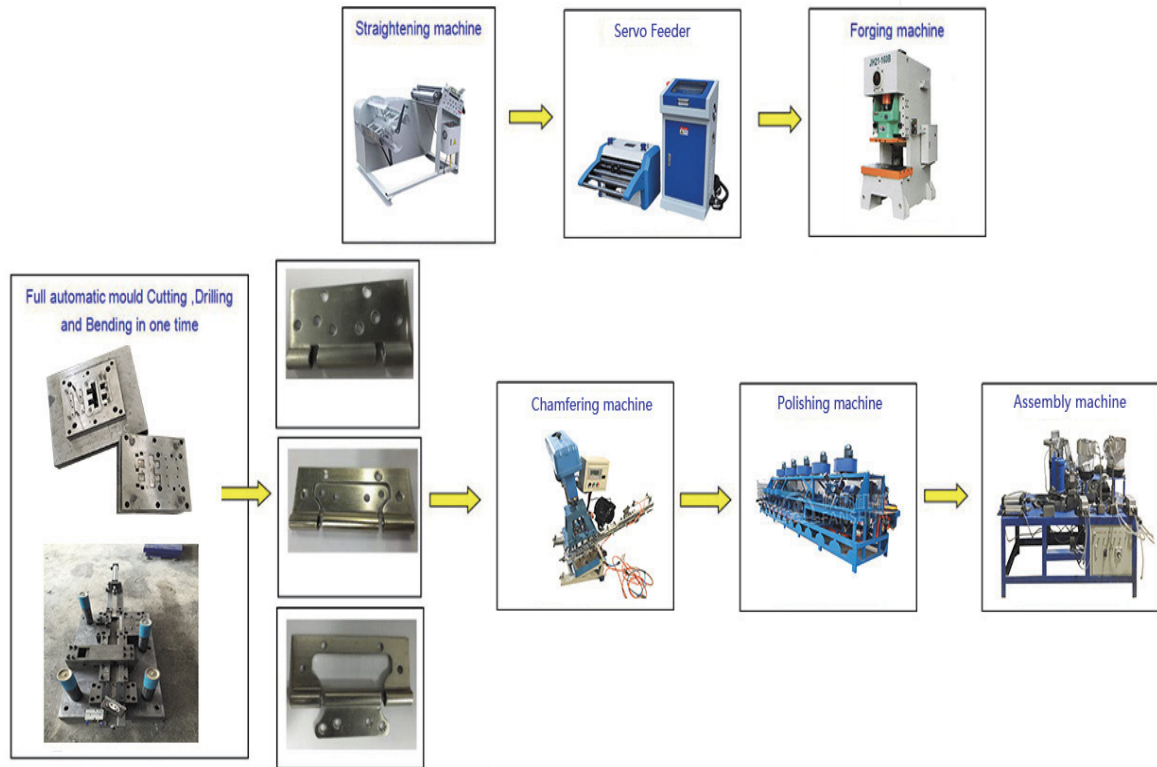 Straightening machine
Servo Feeder
Forging machine
JH21-160B
Full automatic mould Cutting ,Drilling
and Bending in one time
Chamfering machine
Polishing machine
Assembly machine